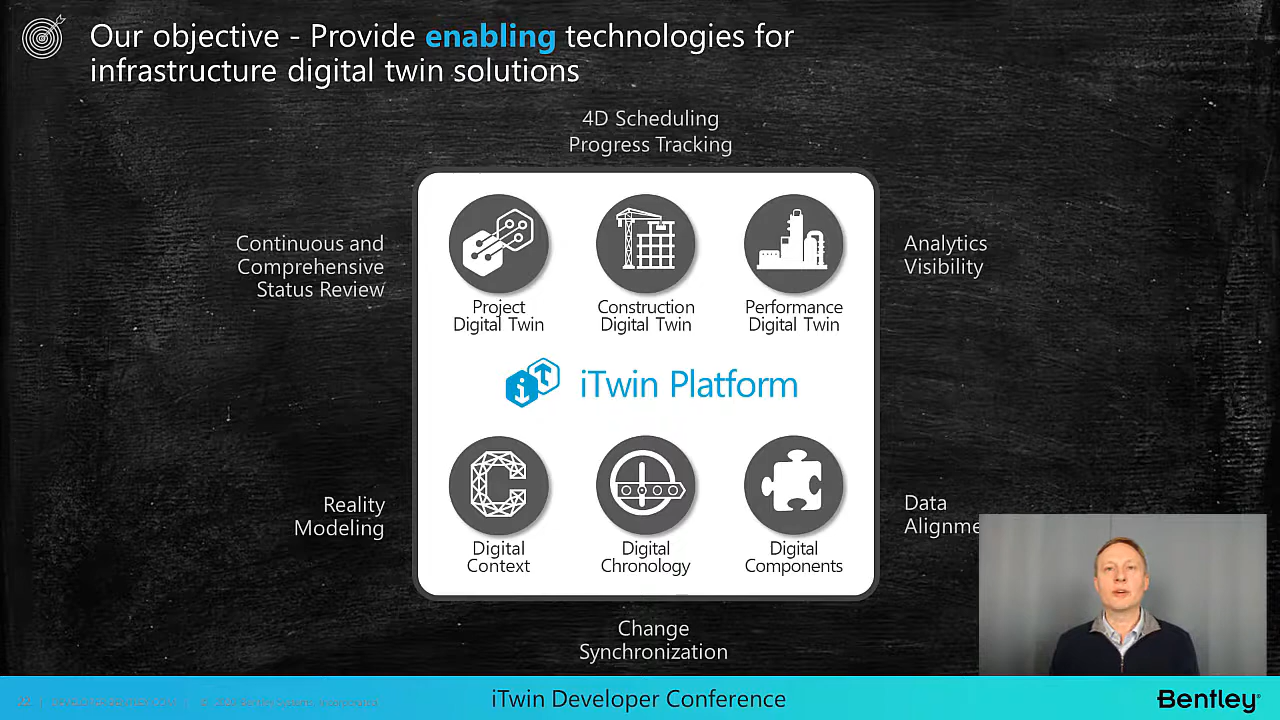 Our objective - Provide enabling technologies for
infrastructure digital twin solutions
4D Scheduling
Progress Tracking
Continuous and
Comprehensive
Status Review
Analytics
Visibility
Project
Digital Twin
Construction
Digital Twin
Performance
Digital Twin
iTwin Platform
Reality
Modeling
Data
Digital
Context
Digital
Chronology
Digital
Components
Change
Synchronization
iTwin Developer Conference
Bentley